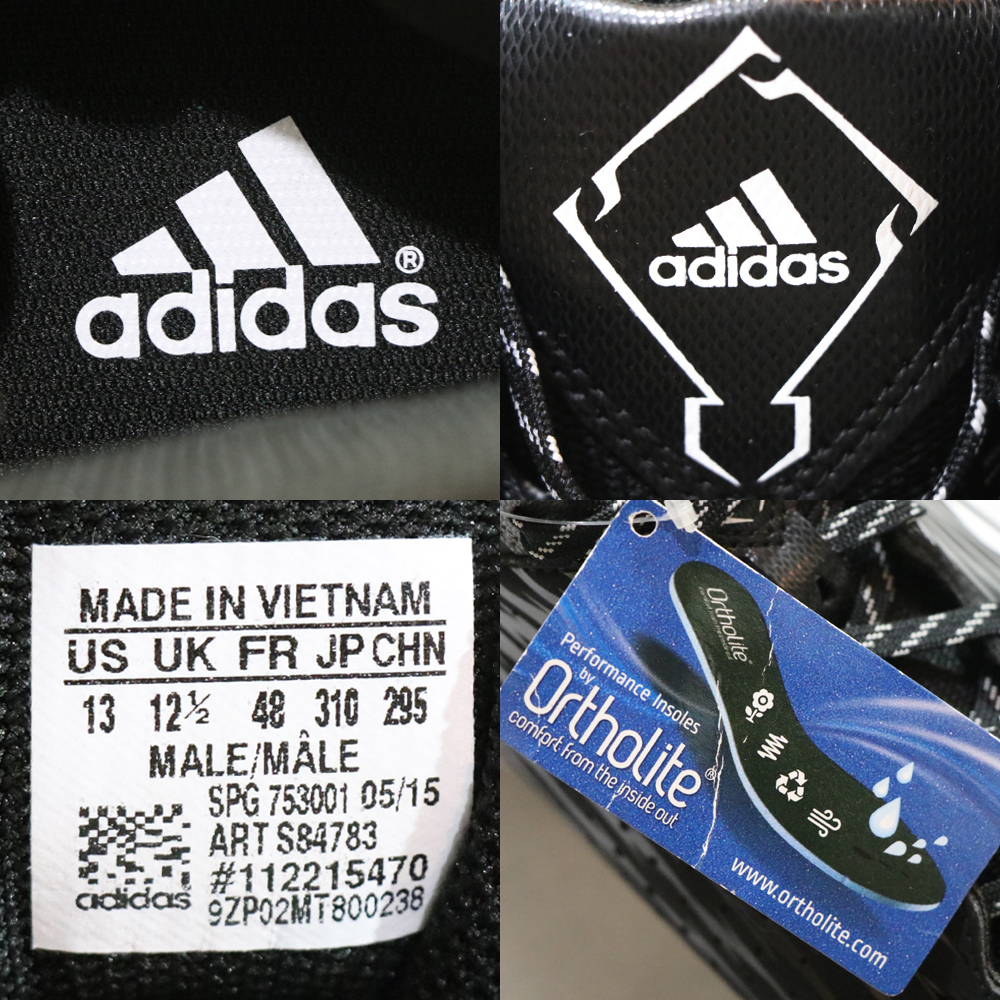 adidas®
adidas
MADE IN VIETNAM
US UK FR JP CHN
13 12½ 48 310 295
MALE/MÂLE
SPG 753001 05/15
ART S84783
#112215470
9ZP02MT800238
adidas
Ortholite
Performance Insoles
by
Ortholite®
comfort from the inside out
www.ortholite.com